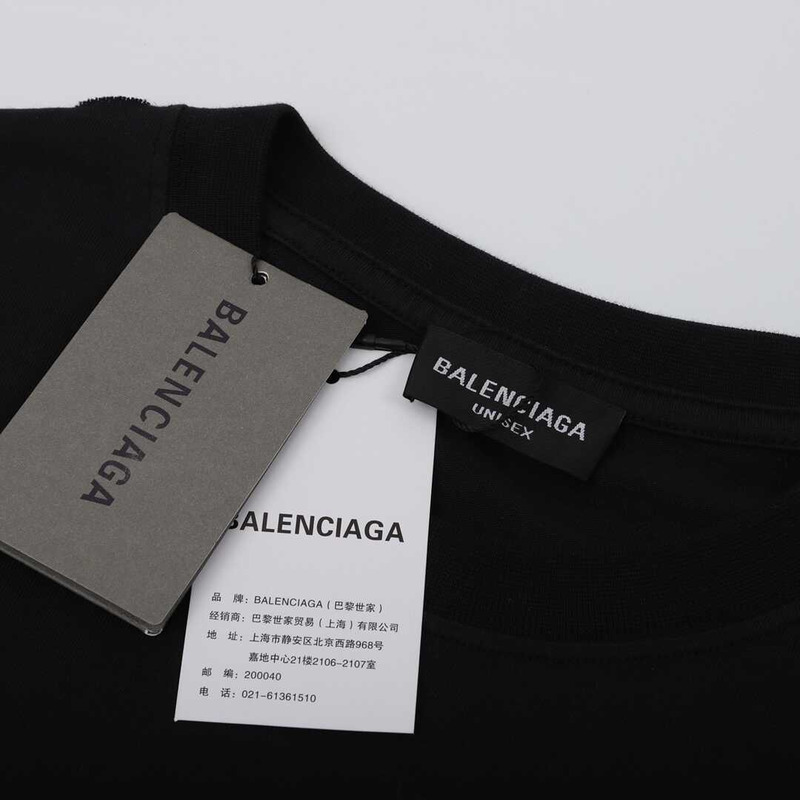 BALENCIAGA
BALENCIAGA
UNISEX
BALENCIAGA
品 牌：BALENCIAGA（巴黎世家）
经销商：巴黎世家贸易（上海）有限公司
地 址：上海市静安区北京西路968号
嘉地中心21楼2106-2107室
邮 编：200040
电 话：021-61361510